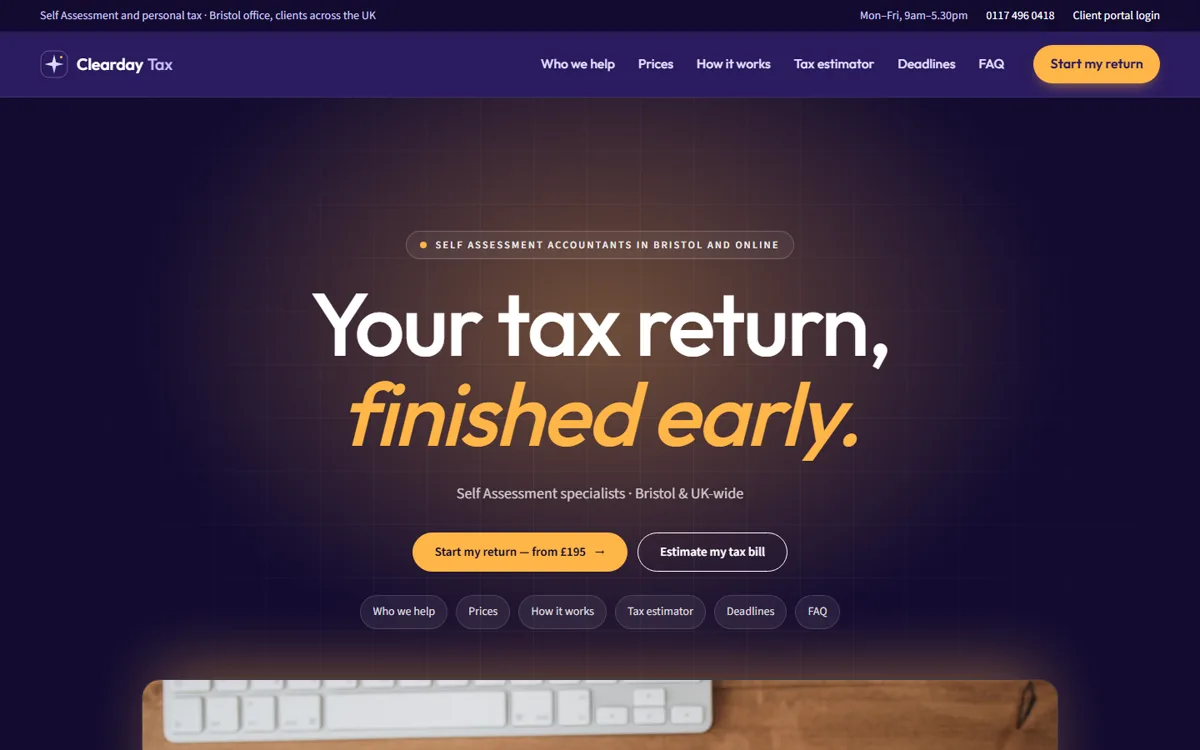 Self Assessment and personal tax · Bristol office, clients across the UK
Mon–Fri, 9am–5.30pm 0117 496 0418 Client portal login
Clearday Tax
Who we help Prices How it works Tax estimator Deadlines FAQ Start my return
SELF ASSESSMENT ACCOUNTANTS IN BRISTOL AND ONLINE
Your tax return,
finished early.
Self Assessment specialists · Bristol & UK-wide
Start my return — from £195 → Estimate my tax bill
Who we help Prices How it works Tax estimator Deadlines FAQ